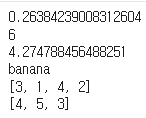 0.26384239008312604
6
4.274788456488251
banana
[3, 1, 4, 2]
[4, 5, 3]